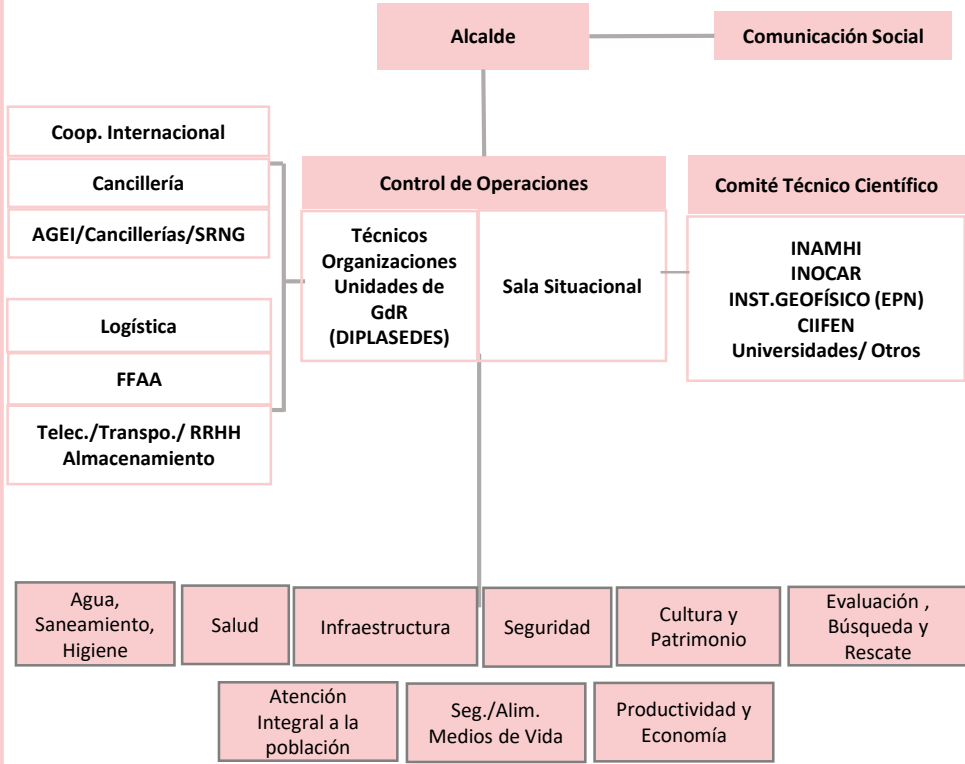 Alcalde
Comunicación Social
Coop. Internacional
Cancillería
AGEI/Cancillerías/SRNG
Logística
FFAA
Telec./Transpo./ RRHH
Almacenamiento
Control de Operaciones
Técnicos
Organizaciones
Unidades de
GdR
(DIPLASEDES)
Sala Situacional
Comité Técnico Científico
INAMHI
INOCAR
INST.GEOFÍSICO (EPN)
CIIFEN
Universidades/ Otros
Agua,
Saneamiento,
Higiene
Salud
Infraestructura
Seguridad
Cultura y
Patrimonio
Evaluación ,
Búsqueda y
Rescate
Atención
Integral a la
población
Seg./Alim.
Medios de Vida
Productividad y
Economía